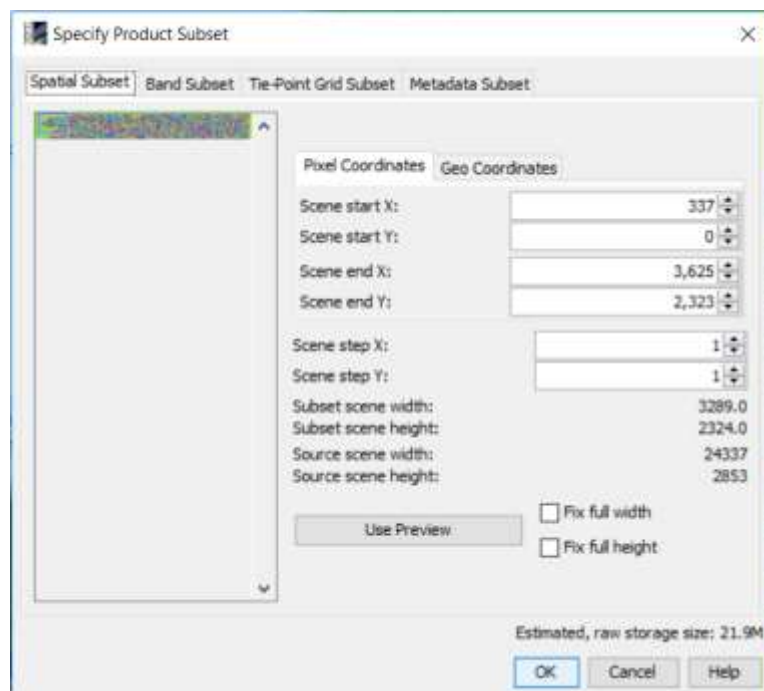 Specify Product Subset
Spatial Subset Band Subset Tie-Point Grid Subset Metadata Subset
Pixel Coordinates Geo Coordinates
Scene start X: 337
Scene start Y: 0
Scene end X: 3,625
Scene end Y: 2,323
Scene step X: 1
Scene step Y: 1
Subset scene width: 3289.0
Subset scene height: 2324.0
Source scene width: 24337
Source scene height: 2853
Use Preview
Fix full width
Fix full height
Estimated, raw storage size: 21.9M
OK Cancel Help